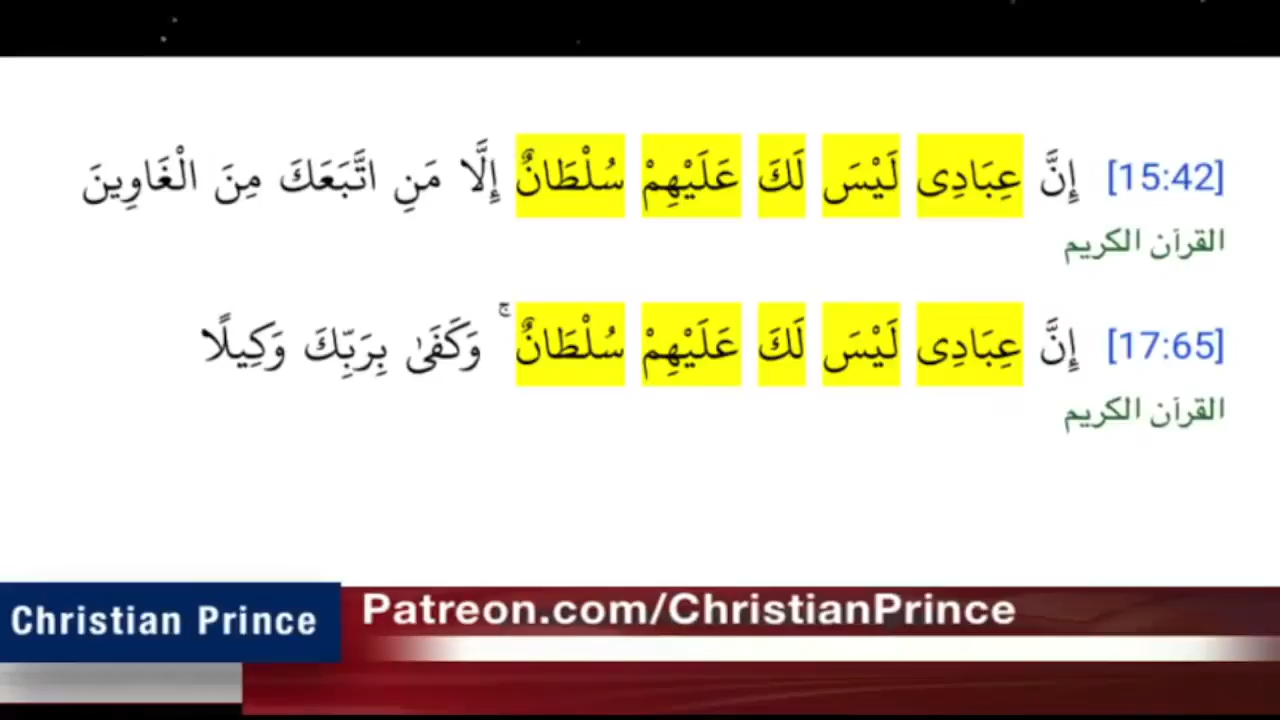 [15:42] إِنَّ عِبَادِى لَيْسَ لَكَ عَلَيْهِمْ سُلْطَانٌ إِلَّا مَنِ اتَّبَعَكَ مِنَ الْغَاوِينَ
القرآن الكريم
[17:65] إِنَّ عِبَادِى لَيْسَ لَكَ عَلَيْهِمْ سُلْطَانٌ ۚ وَكَفَىٰ بِرَبِّكَ وَكِيلًا
القرآن الكريم
Christian Prince
Patreon.com/ChristianPrince